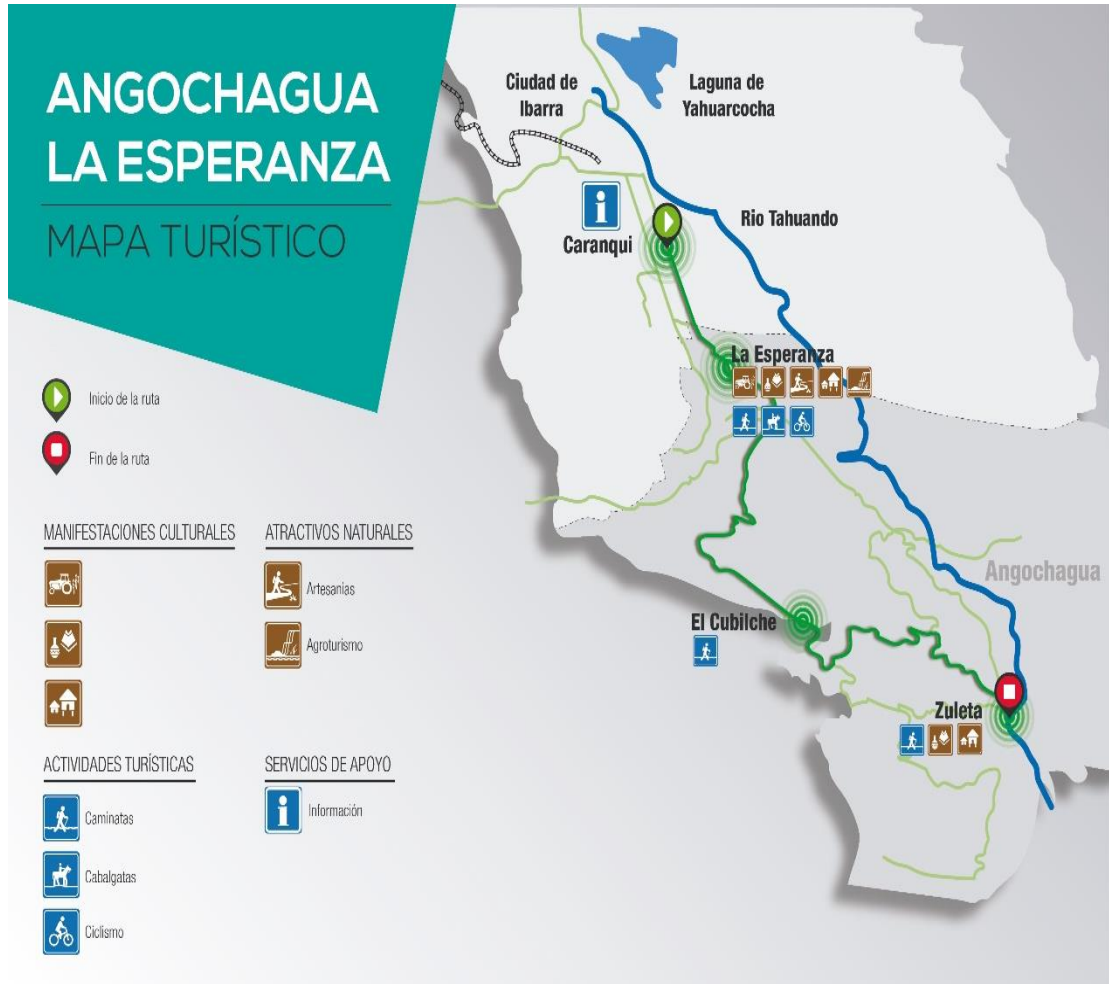 ANGOCHAGUA
LA ESPERANZA
MAPA TURÍSTICO
Inicio de la ruta
Fin de la ruta
MANIFESTACIONES CULTURALES
ATRACTIVOS NATURALES
Artesanias
Agroturismo
ACTIVIDADES TURÍSTICAS
Caminatas
Cabalgatas
Ciclismo
SERVICIOS DE APOYO
i
Información
Ciudad de
Ibarra
Laguna de
Yahuarcocha
i
Caranqui
Rio Tahuando
La Esperanza
Angochagua
El Cubilche
Zuleta